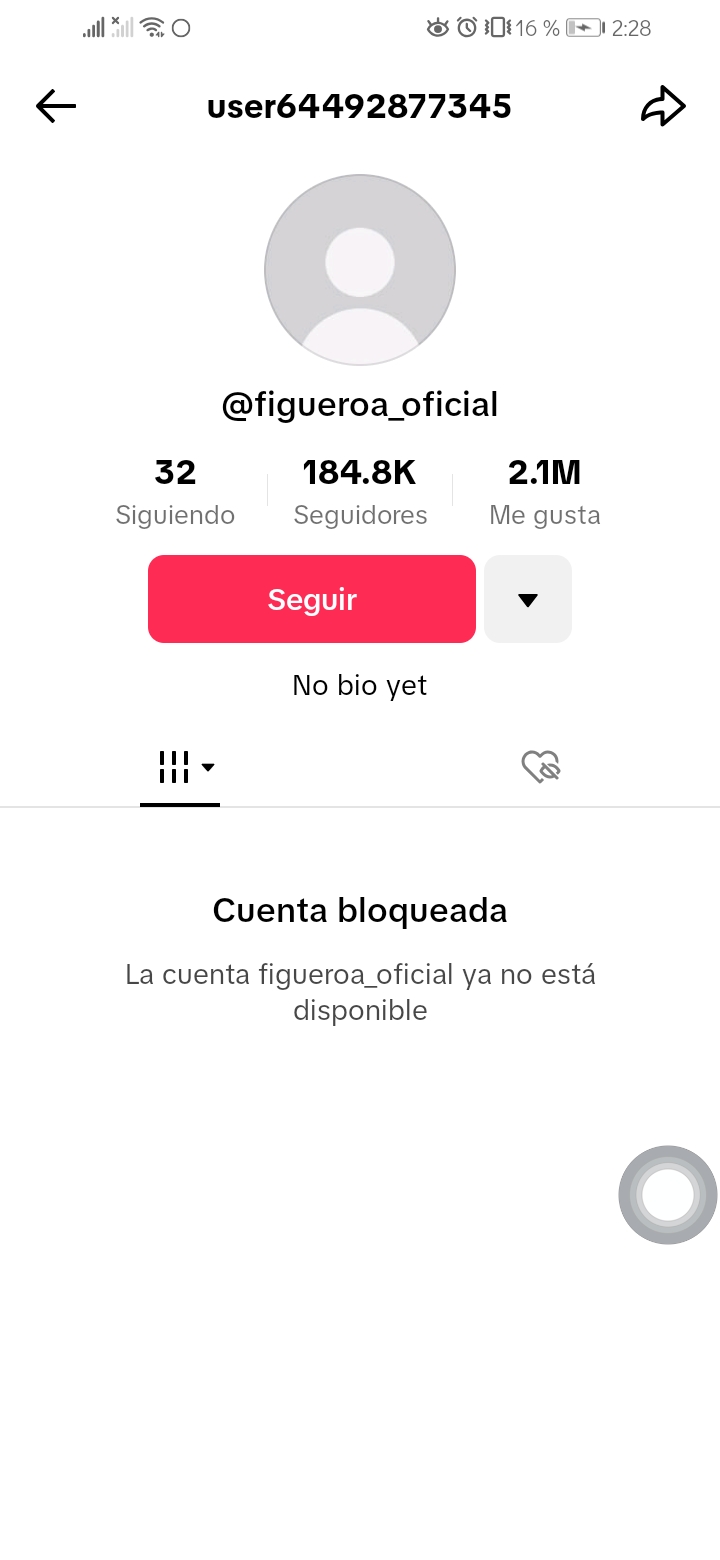 16 % 2:28
user64492877345
@figueroa_oficial
32 184.8K 2.1M
Siguiendo Seguidores Me gusta
Seguir
No bio yet
Cuenta bloqueada
La cuenta figueroa_oficial ya no está
disponible